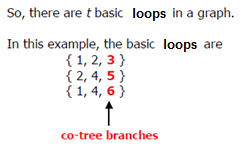 So, there are t basic loops in a graph.
In this example, the basic loops are
{ 1, 2, 3 }
{ 2, 4, 5 }
{ 1, 4, 6 }
co-tree branches